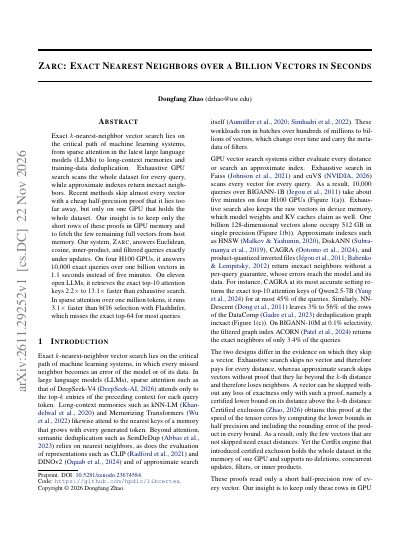 ZARC: EXACT NEAREST NEIGHBORS OVER A BILLION VECTORS IN SECONDS
Dongfang Zhao (dzhao@uw.edu)
ABSTRACT
Exact k-nearest-neighbor vector search lies on
the critical path of machine learning systems,
from sparse attention in the latest large language
models (LLMs) to long-context memories and
training-data deduplication. Exhaustive GPU
search scans the whole dataset for every query,
while approximate indexes return inexact neigh-
bors. Recent methods skip almost every vector
with a cheap half-precision proof that it lies too
far away, but only on one GPU that holds the
whole dataset. Our insight is to keep only the
short rows of these proofs in GPU memory and
to fetch the few remaining full vectors from host
memory. Our system, ZARC, answers Euclidean,
cosine, inner-product, and filtered queries exactly
under updates. On four H100 GPUs, it answers
10,000 exact queries over one billion vectors in
1.1 seconds instead of five minutes. On eleven
open LLMs, it retrieves the exact top-10 attention
keys 2.2× to 13.1× faster than exhaustive search.
In sparse attention over one million tokens, it runs
3.1× faster than bf16 selection with FlashInfer,
which misses the exact top-64 for most queries.
1 INTRODUCTION
Exact k-nearest-neighbor vector search lies on the critical
path of machine learning systems, in which every missed
neighbor becomes an error of the model or of its data. In
large language models (LLMs), sparse attention such as
that of DeepSeek-V4 (DeepSeek-AI, 2026) attends only to
the top-k entries of the preceding context for each query
token. Long-context memories such as kNN-LM (Khan-
delwal et al., 2020) and Memorizing Transformers (Wu
et al., 2022) likewise attend to the nearest keys of a memory
that grows with every generated token. Beyond attention,
semantic deduplication such as SemDeDup (Abbas et al.,
2023) relies on nearest neighbors, as does the evaluation
of representations such as CLIP (Radford et al., 2021) and
DINOv2 (Oquab et al., 2024) and of approximate search
Preprint. DOI: 10.5281/zenodo.23674584.
Code: https://github.com/hpdic/libcertex
Copyright © 2026 Dongfang Zhao
itself (Aumüller et al., 2020; Simhadri et al., 2022). These
workloads run in batches over hundreds of millions to bil-
lions of vectors, which change over time and carry the meta-
data of filters.
GPU vector search systems either evaluate every distance
or search an approximate index. Exhaustive search in
Faiss (Johnson et al., 2021) and cuVS (NVIDIA, 2026)
scans every vector for every query. As a result, 10,000
queries over BIGANN-1B (Jégou et al., 2011) take about
five minutes on four H100 GPUs (Figure 1(a)). Exhaus-
tive search also keeps the raw vectors in device memory,
which model weights and KV caches claim as well. One
billion 128-dimensional vectors alone occupy 512 GB in
single precision (Figure 1(b)). Approximate indexes such
as HNSW (Malkov & Yashunin, 2020), DiskANN (Subra-
manya et al., 2019), CAGRA (Ootomo et al., 2024), and
product-quantized inverted files (Jégou et al., 2011; Babenko
& Lempitsky, 2012) return inexact neighbors without a
per-query guarantee, whose errors reach the model and its
data. For instance, CAGRA at its most accurate setting re-
turns the exact top-10 attention keys of Qwen2.5-7B (Yang
et al., 2024) for at most 45% of the queries. Similarly, NN-
Descent (Dong et al., 2011) leaves 3% to 56% of the rows
of the DataComp (Gadre et al., 2023) deduplication graph
inexact (Figure 1(c)). On BIGANN-10M at 0.1% selectivity,
the filtered graph index ACORN (Patel et al., 2024) returns
the exact neighbors of only 3.4% of the queries.
The two designs differ in the evidence on which they skip a
vector. Exhaustive search skips no vector and therefore
pays for every distance, whereas approximate search skips
vectors without proof that they lie beyond the k-th distance
and therefore loses neighbors. A vector can be skipped with-
out any loss of exactness only with such a proof, namely a
certified lower bound on its distance above the k-th distance.
Certified exclusion (Zhao, 2026) obtains this proof at the
speed of the tensor cores by computing the lower bounds in
half precision and including the rounding error of the prod-
uct in every bound. As a result, only the few vectors that are
not skipped need exact distances. Yet the Certifix engine that
introduced certified exclusion holds the whole dataset in the
memory of one GPU and supports no deletions, concurrent
updates, filters, or inner products.
These proofs read only a short half-precision row of ev-
ery vector. Our insight is to keep only these rows in GPU
arXiv:2611.29252v1 [cs.DC] 22 Nov 2026